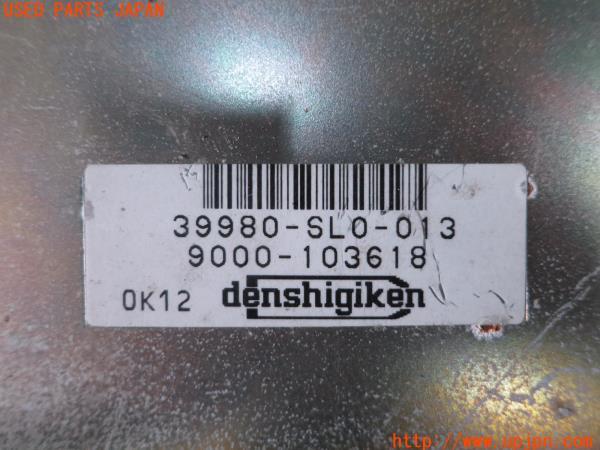 USED PARTS JAPAN
39980-SL0-013
9000-103618
0K12 denshigiken
http://www.upjpn.com